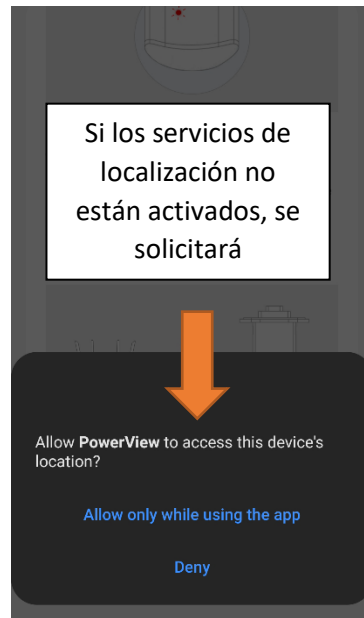 Si los servicios de
localización no
están activados, se
solicitará
Allow PowerView to access this device's
location?
Allow only while using the app
Deny